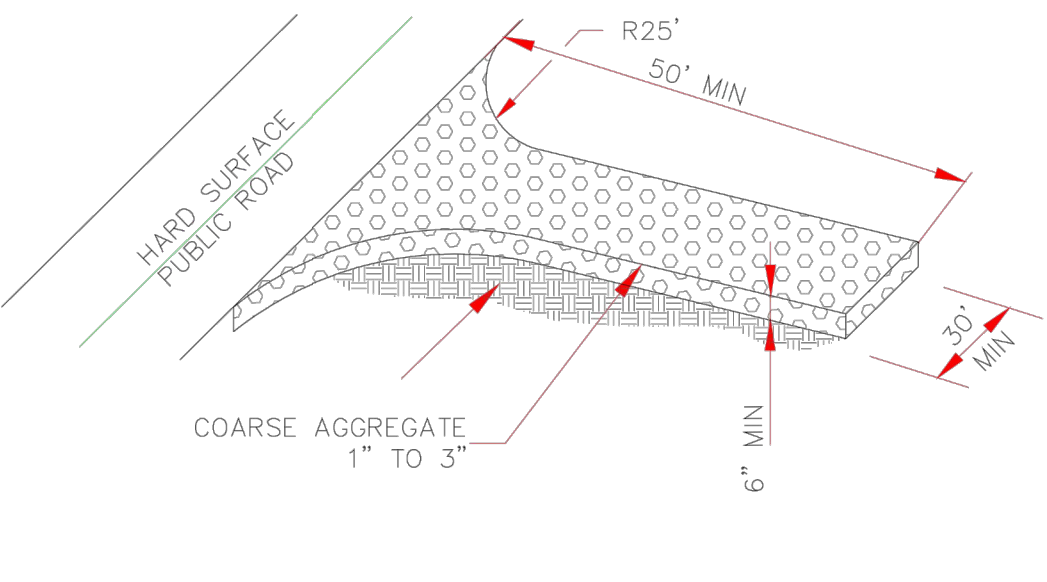 R25'
50' MIN
HARD SURFACE
PUBLIC ROAD
30'
MIN
COARSE AGGREGATE
1" TO 3"
6" MIN